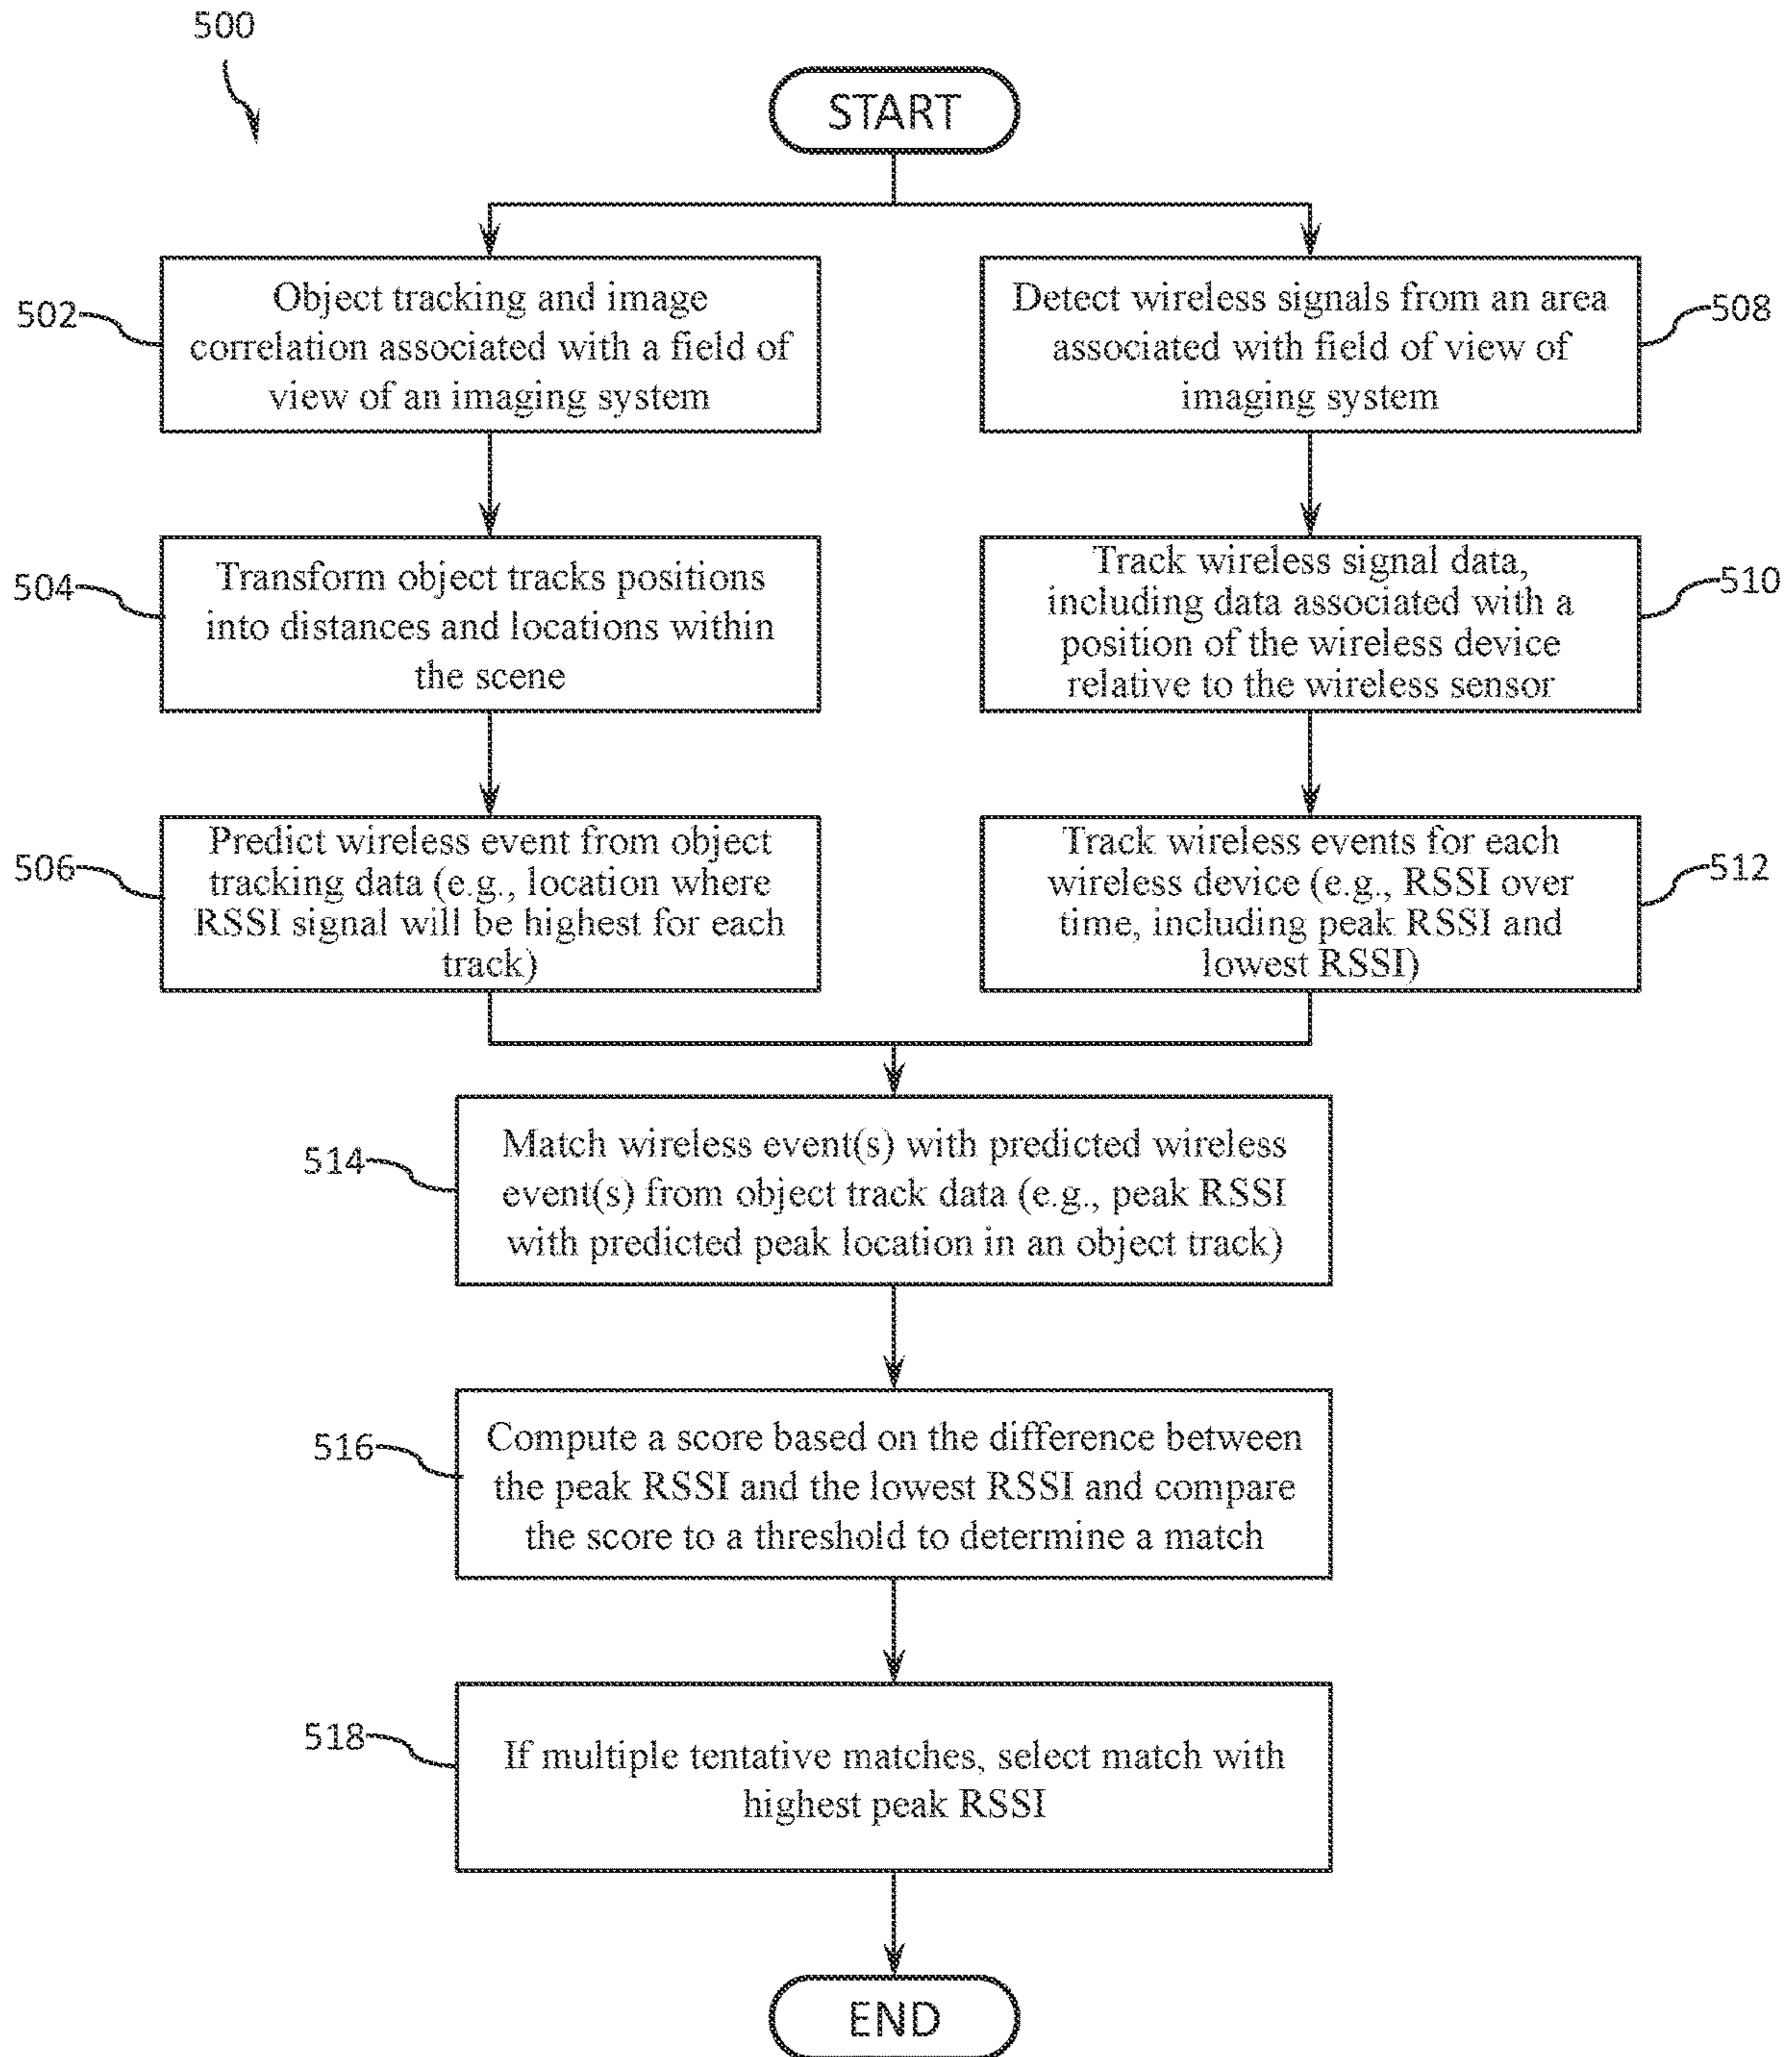 500
START
502
Object tracking and image
correlation associated with a field of
view of an imaging system
Detect wireless signals from an area
associated with field of view of
imaging system
508
504
Transform object tracks positions
into distances and locations within
the scene
Track wireless signal data,
including data associated with a
position of the wireless device
relative to the wireless sensor
510
506
Predict wireless event from object
tracking data (e.g., location where
RSSI signal will be highest for each
track)
Track wireless events for each
wireless device (e.g., RSSI over
time, including peak RSSI and
lowest RSSI)
512
514
Match wireless event(s) with predicted wireless
event(s) from object track data (e.g., peak RSSI
with predicted peak location in an object track)
516
Compute a score based on the difference between
the peak RSSI and the lowest RSSI and compare
the score to a threshold to determine a match
518
If multiple tentative matches, select match with
highest peak RSSI
END